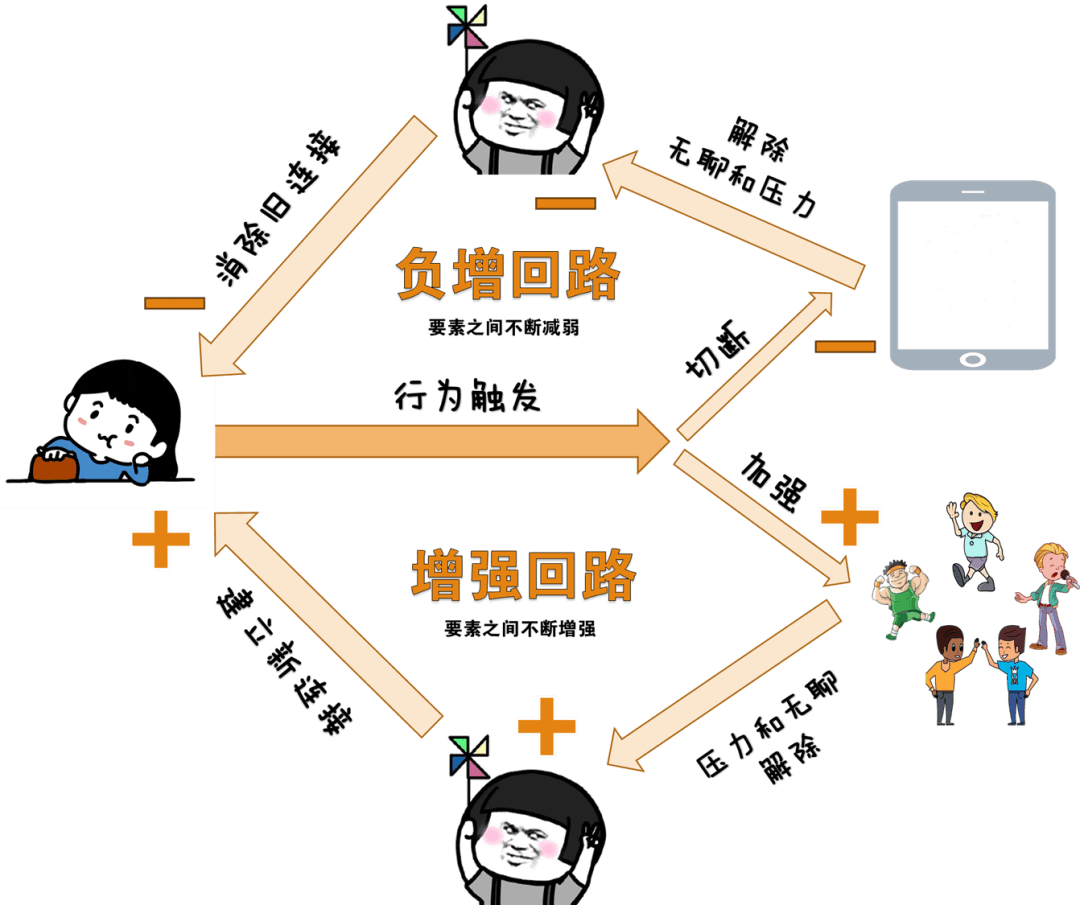 解除
无聊和压力
消除旧连接
负增回路
要素之间不断减弱
切断
行为触发
加强
增强回路
要素之间不断增强
建立新连接
压力和无聊
解除